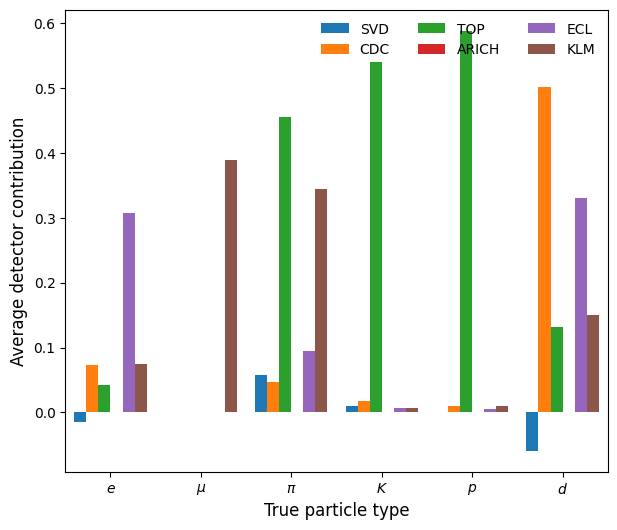 SVD TOP ECL
CDC ARICH KLM
Average detector contribution
0.6
0.5
0.4
0.3
0.2
0.1
0.0
e μ π K p d
True particle type